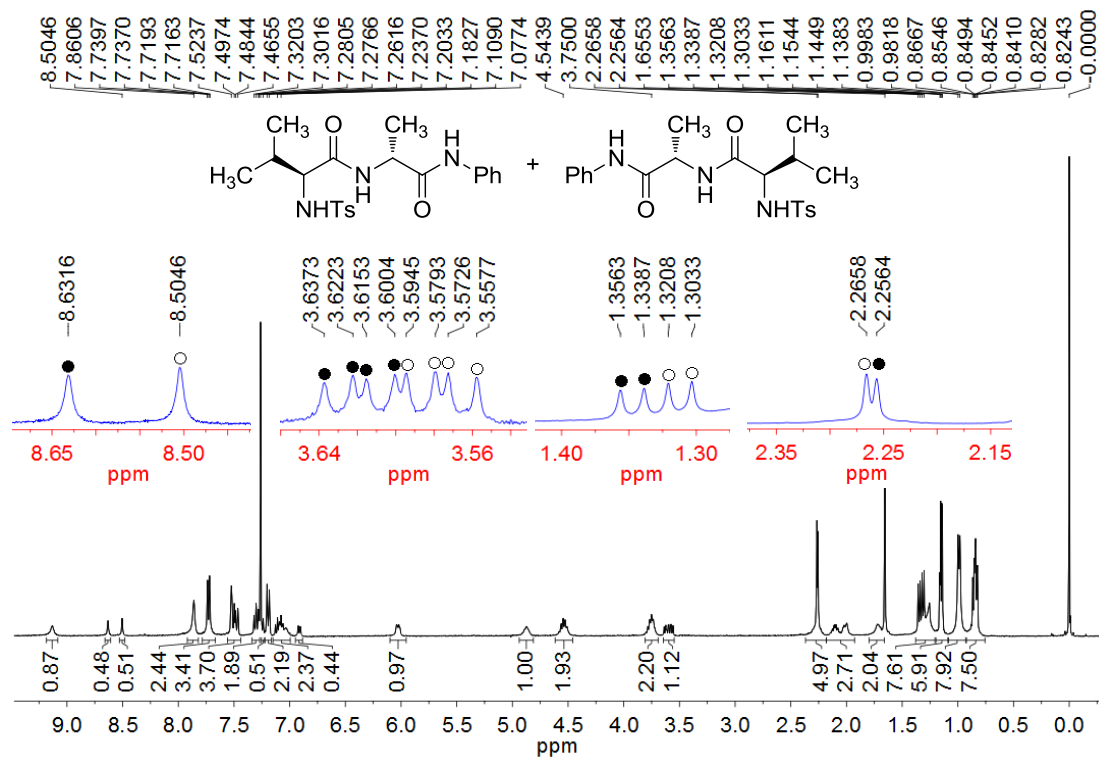 8.5046 7.8606 7.7397 7.7370 7.7193 7.7163 7.5237 7.4974 7.4844 7.4655 7.3203 7.3016 7.2805 7.2766 7.2616 7.2370 7.2033 7.1827 7.1090 7.0774 4.5439 3.7500 2.2658 2.2564 1.6553 1.3563 1.3387 1.3208 1.3033 1.1611 1.1544 1.1449 1.1383 0.9983 0.9818 0.8667 0.8546 0.8494 0.8452 0.8410 0.8282 0.8243 -0.0000
CH3 O CH3 H N Ph
H3C N H O
NHTs
+
CH3 O CH3
H N Ph O N H CH3
NHTs
8.6316 8.5046
3.6373 3.6223 3.6153 3.6004 3.5945 3.5793 3.5726 3.5577
1.3563 1.3387 1.3208 1.3033
2.2658 2.2564
8.65 8.50
ppm
3.64 3.56
ppm
1.40 1.30
ppm
2.35 2.25 2.15
ppm
0.87 0.48 0.51 2.44 3.41 3.70 1.89 0.51 2.19 2.37 0.44 0.97 1.00 1.93 2.20 1.12 4.97 2.71 2.04 7.61 5.91 7.92 7.50
9.0 8.5 8.0 7.5 7.0 6.5 6.0 5.5 5.0 4.5 4.0 3.5 3.0 2.5 2.0 1.5 1.0 0.5 0.0
ppm